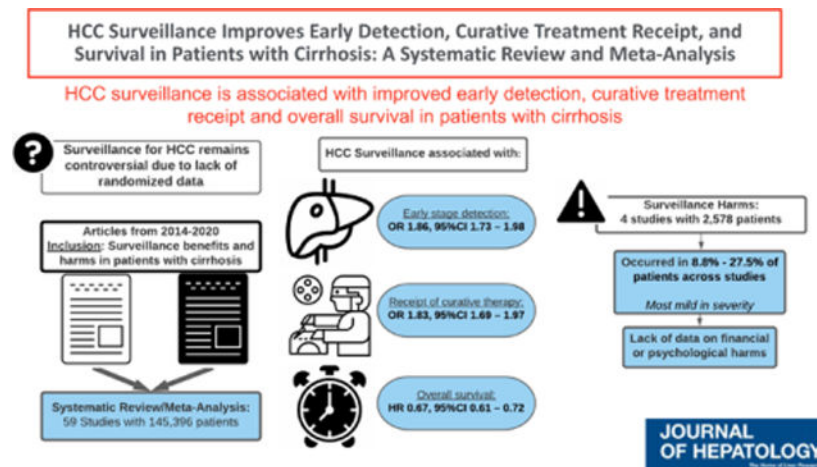 HCC Surveillance Improves Early Detection, Curative Treatment Receipt, and
Survival in Patients with Cirrhosis: A Systematic Review and Meta-Analysis
HCC surveillance is associated with improved early detection, curative treatment
receipt and overall survival in patients with cirrhosis
?
Surveillance for HCC remains
controversial due to lack of
randomized data
Articles from 2014-2020
Inclusion: Surveillance benefits and
harms in patients with cirrhosis
Systematic Review/Meta-Analysis:
59 Studies with 145,396 patients
HCC Surveillance associated with:
Early stage detection:
OR 1.86, 95%CI 1.73 – 1.98
Receipt of curative therapy:
OR 1.83, 95%CI 1.69 – 1.97
Overall survival:
HR 0.67, 95%CI 0.61 – 0.72
!
Surveillance Harms:
4 studies with 2,578 patients
Occurred in 8.8% - 27.5% of
patients across studies
Most mild in severity
Lack of data on financial
or psychological harms
JOURNAL
OF HEPATOLOGY